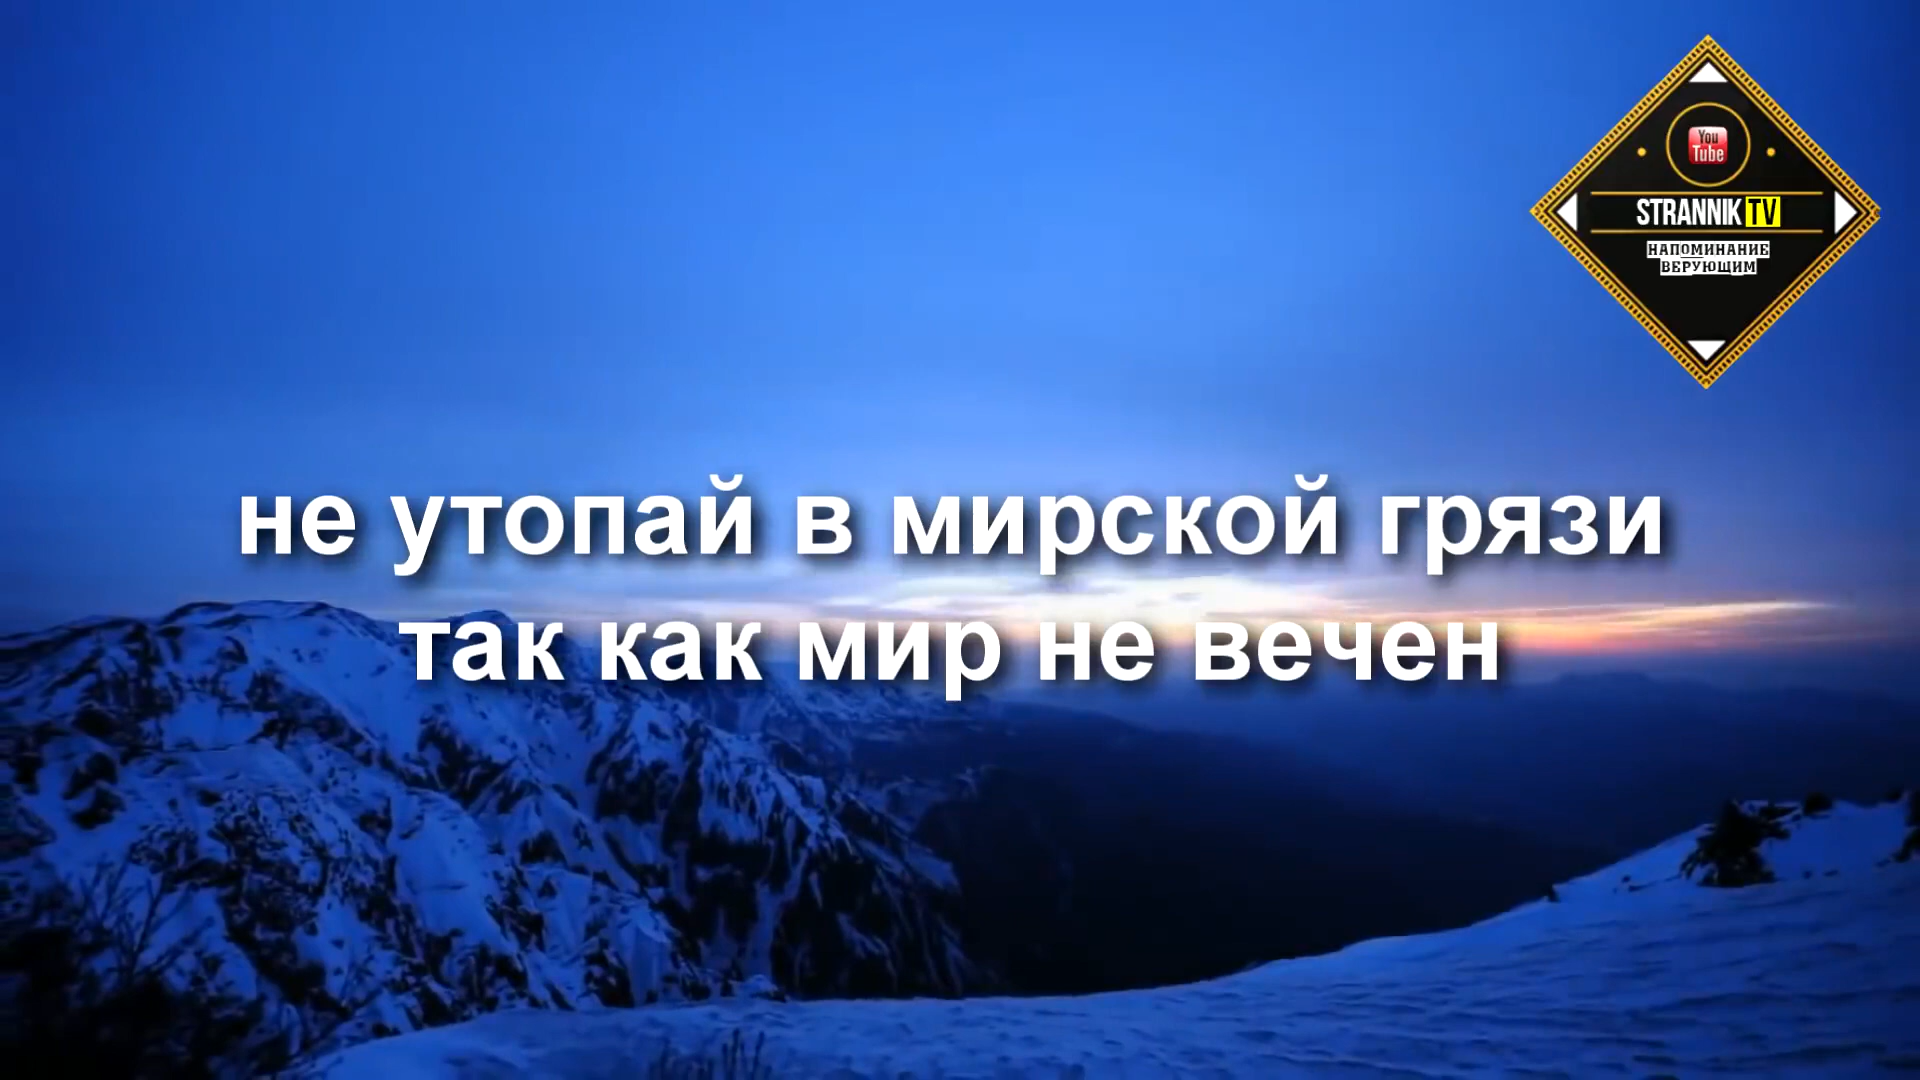 You
Tube
STRANNIK TV
НАПОМИНАНИЕ
ВЕРУЮЩИМ
не утопай в мирской грязи
так как мир не вечен